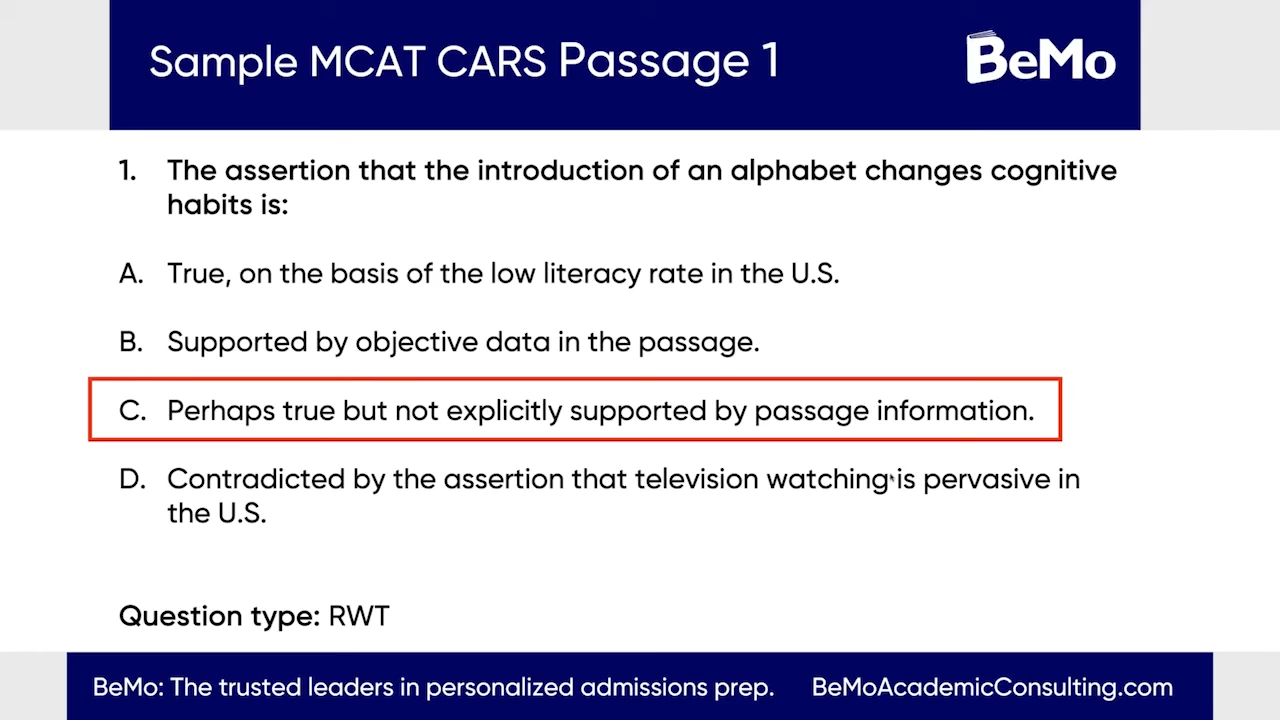 Sample MCAT CARS Passage 1
BeMo
1. The assertion that the introduction of an alphabet changes cognitive
habits is:
A. True, on the basis of the low literacy rate in the U.S.
B. Supported by objective data in the passage.
C. Perhaps true but not explicitly supported by passage information.
D. Contradicted by the assertion that television watching is pervasive in
the U.S.
Question type: RWT
BeMo: The trusted leaders in personalized admissions prep. BeMoAcademicConsulting.com